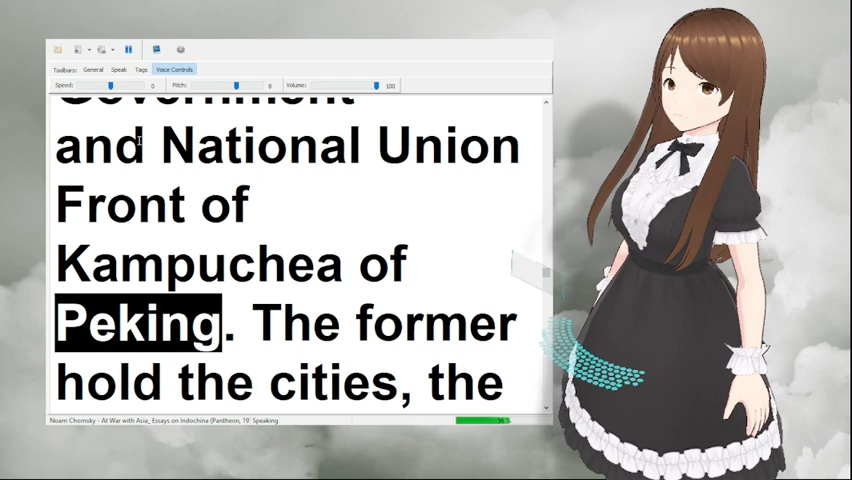 Toolbars: General Speak Tags Voice Controls
Speed: 0 Pitch: 8 Volume: 100
Government
and National Union
Front of
Kampuchea of
Peking. The former
hold the cities, the
Noam Chomsky - At War with Asia_ Essays on Indochina (Pantheon, 19 Speaking
56%